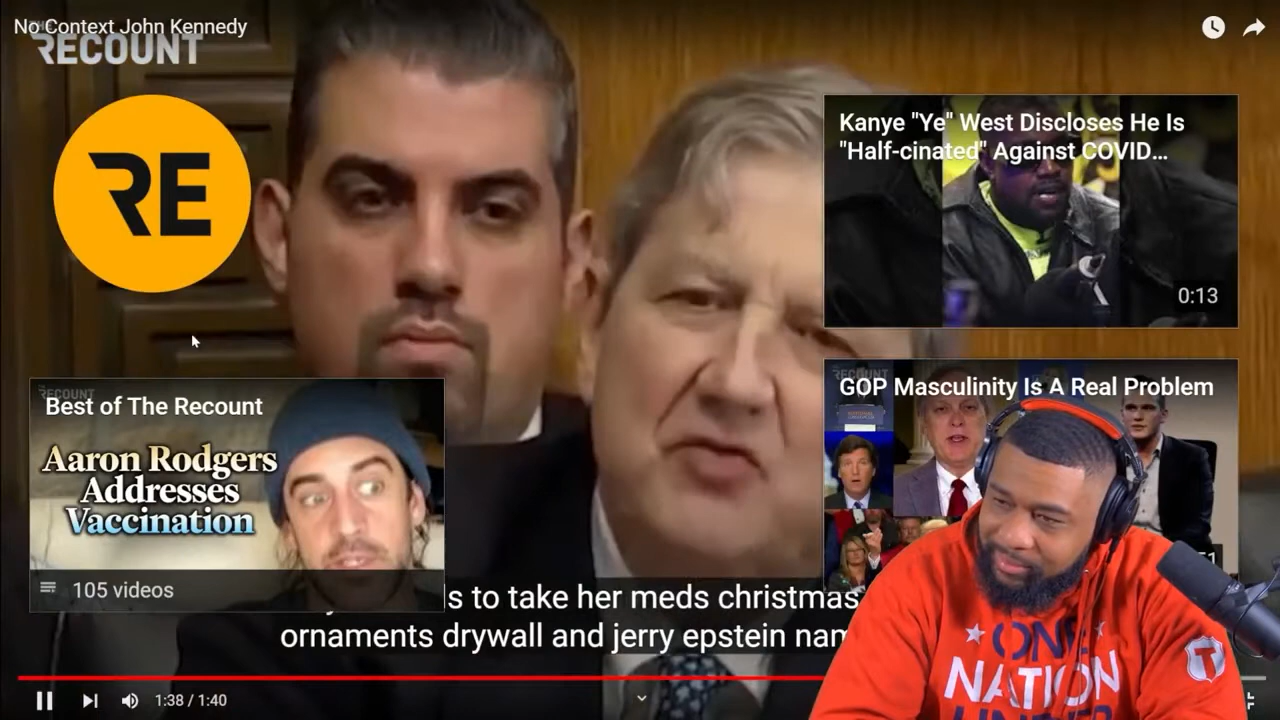 No Context John Kennedy
THE
RECOUNT
RE
Kanye "Ye" West Discloses He Is
"Half-cinated" Against COVID…
0:13
RECOUNT
Best of The Recount
Aaron Rodgers
Addresses
Vaccination
105 videos
RECOUNT
GOP Masculinity Is A Real Problem
s to take her meds christmas
ornaments drywall and jerry epstein
ONE
NATION
UNDER
T
1:38 / 1:40